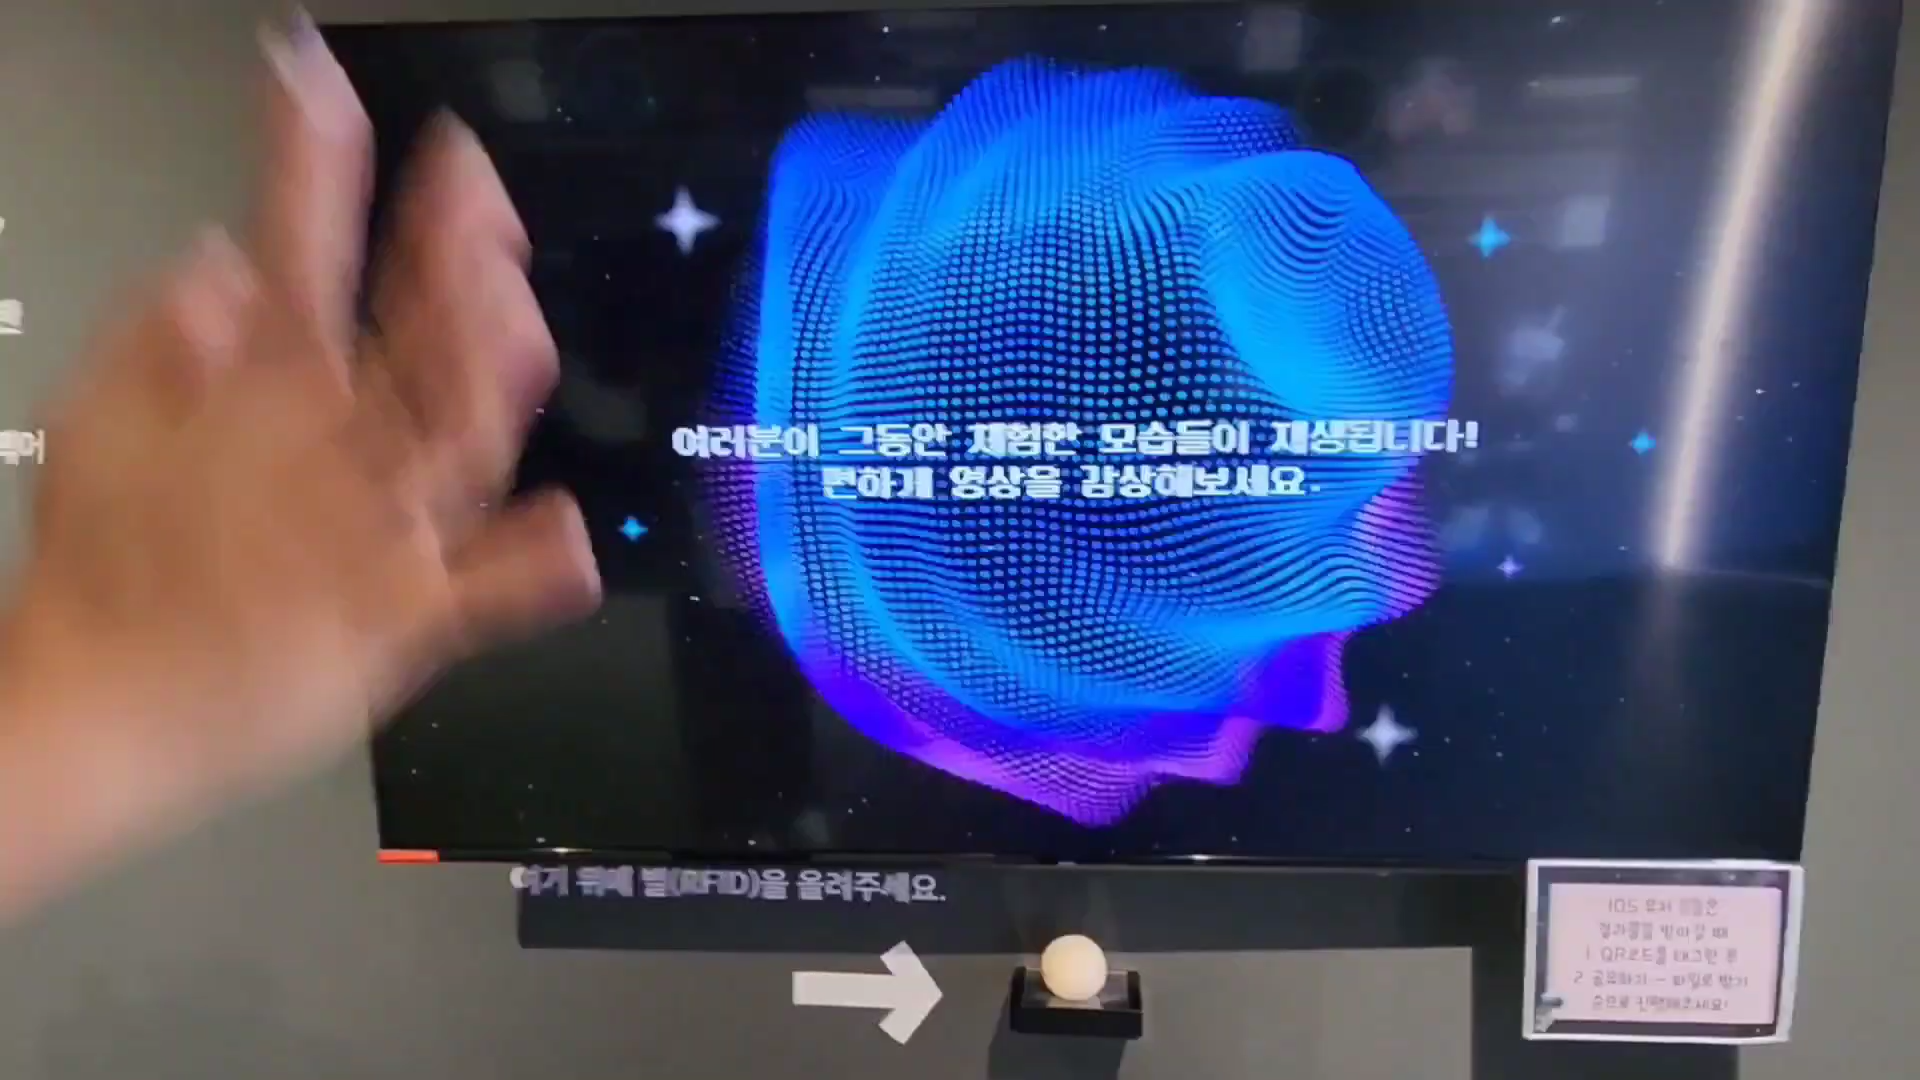 여러분이 그동안 체험한 모습들이 재생됩니다!
편하게 영상을 감상해보세요.
여기 위에 별(RFID)을 올려주세요.
IOS 유저 분들은
결과물을 받아갈 때
1. QR코드를 태그한 후
2. 공유하기 → 파일로 받기
순으로 진행해주세요!